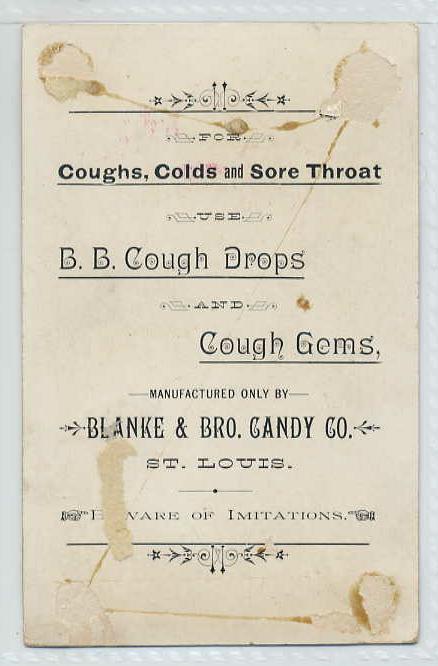 FOR
Coughs, Colds and Sore Throat
USE
B. B. Cough Drops
AND
Cough Gems,
MANUFACTURED ONLY BY
BLANKE & BRO. CANDY CO.
ST. LOUIS.
"BEWARE OF IMITATIONS."